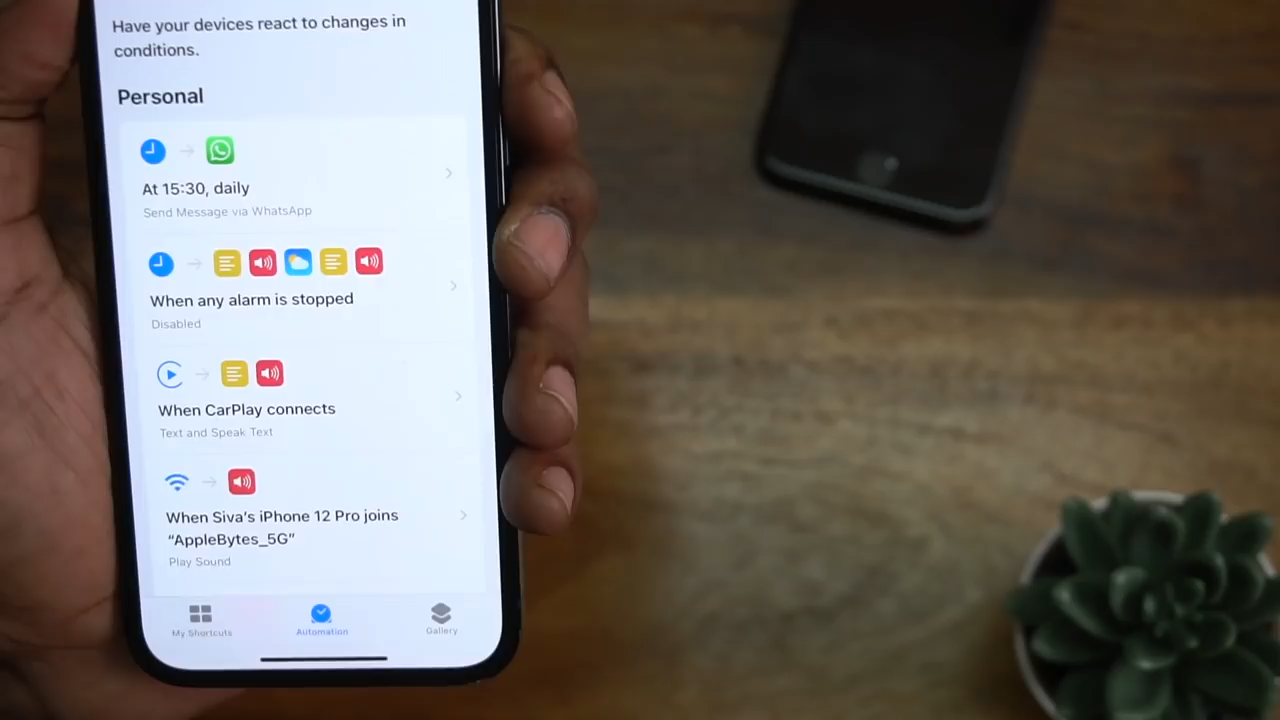 Have your devices react to changes in
conditions.
Personal
At 15:30, daily
Send Message via WhatsApp
When any alarm is stopped
Disabled
When CarPlay connects
Text and Speak Text
When Siva's iPhone 12 Pro joins
“AppleBytes_5G”
Play Sound
My Shortcuts
Automation
Gallery